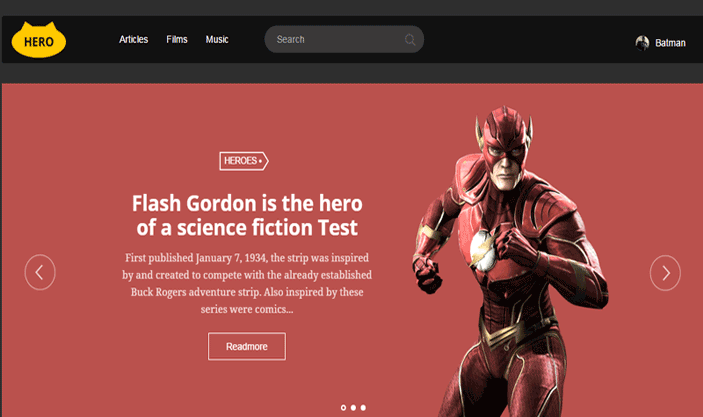 HERO
Articles Films Music
Search
Batman
HEROES
Flash Gordon is the hero
of a science fiction Test
First published January 7, 1934, the strip was inspired
by and created to compete with the already established
Buck Rogers adventure strip. Also inspired by these
series were comics...
Readmore